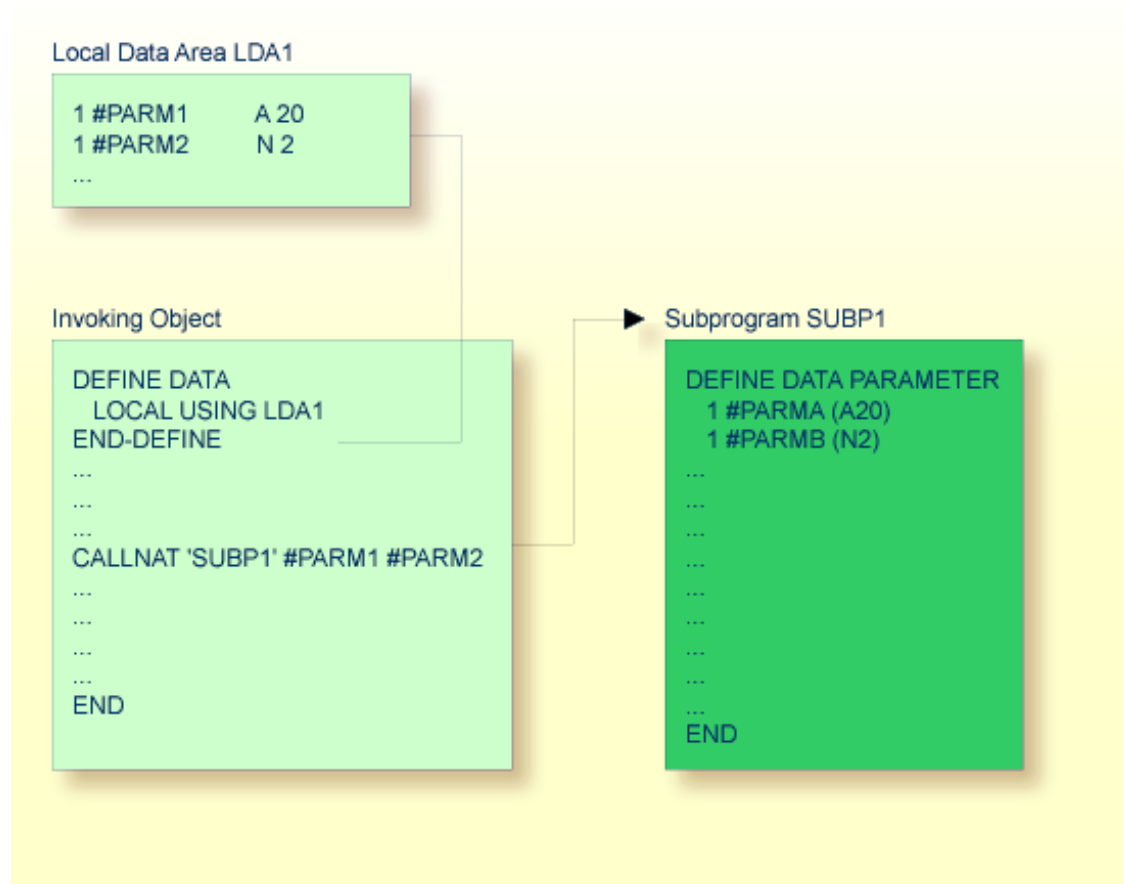 Local Data Area LDA1
1 #PARM1 A 20
1 #PARM2 N 2
...
Invoking Object
DEFINE DATA
LOCAL USING LDA1
END-DEFINE
...
...
...
CALLNAT 'SUBP1' #PARM1 #PARM2
...
...
...
...
END
Subprogram SUBP1
DEFINE DATA PARAMETER
1 #PARMA (A20)
1 #PARMB (N2)
...
...
...
...
...
...
...
...
...
END